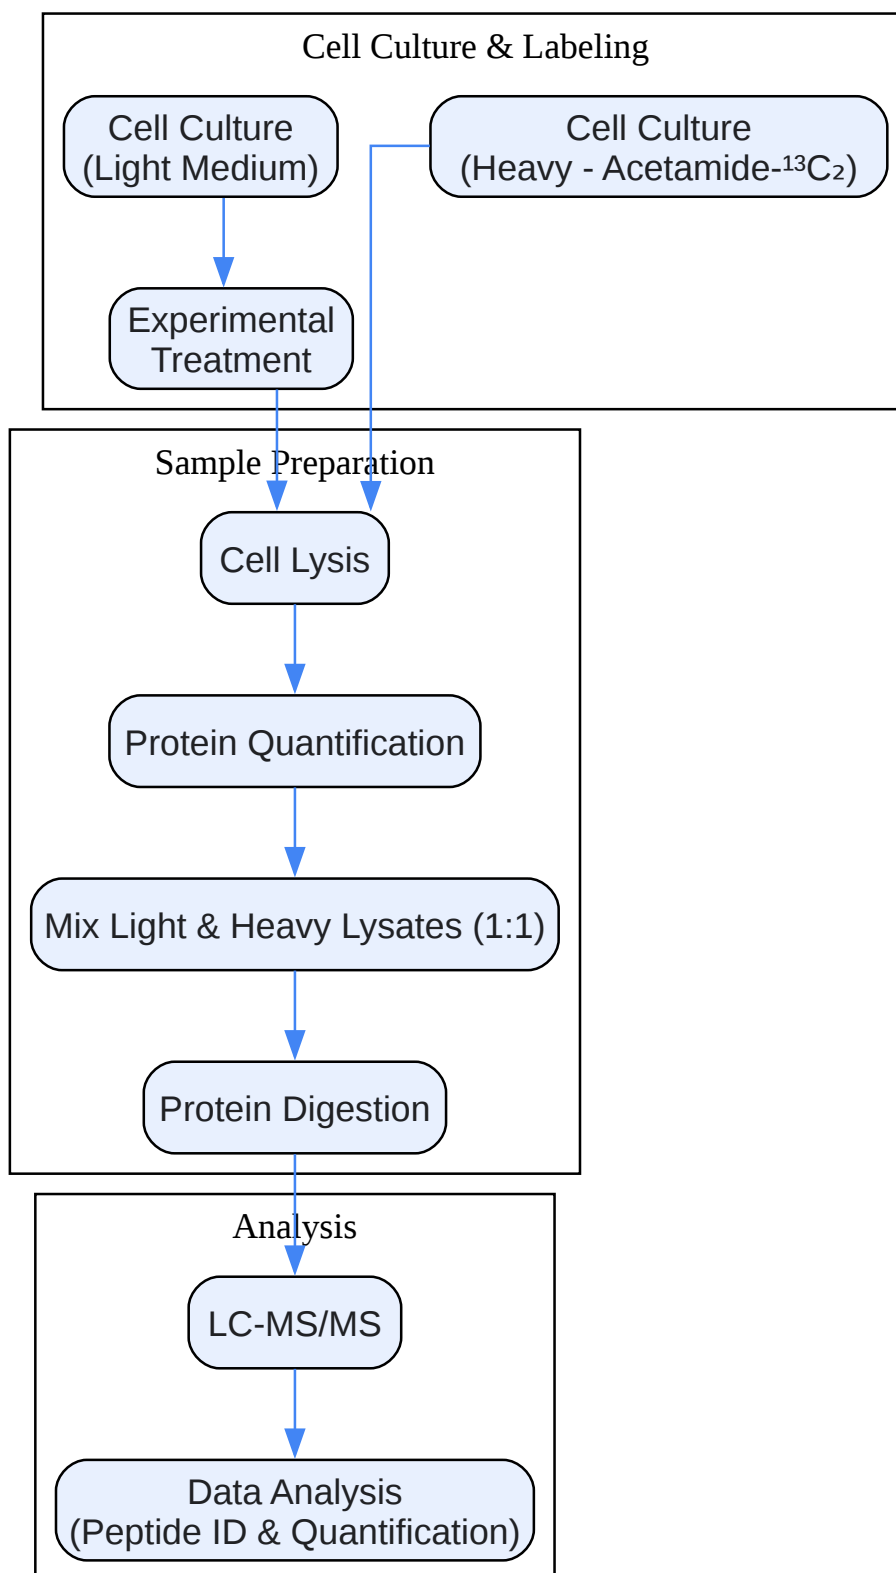 Cell Culture & Labeling
Cell Culture
(Light Medium)
Cell Culture
(Heavy - Acetamide-¹³C₂)
Experimental
Treatment
Sample Preparation
Cell Lysis
Protein Quantification
Mix Light & Heavy Lysates (1:1)
Protein Digestion
Analysis
LC-MS/MS
Data Analysis
(Peptide ID & Quantification)